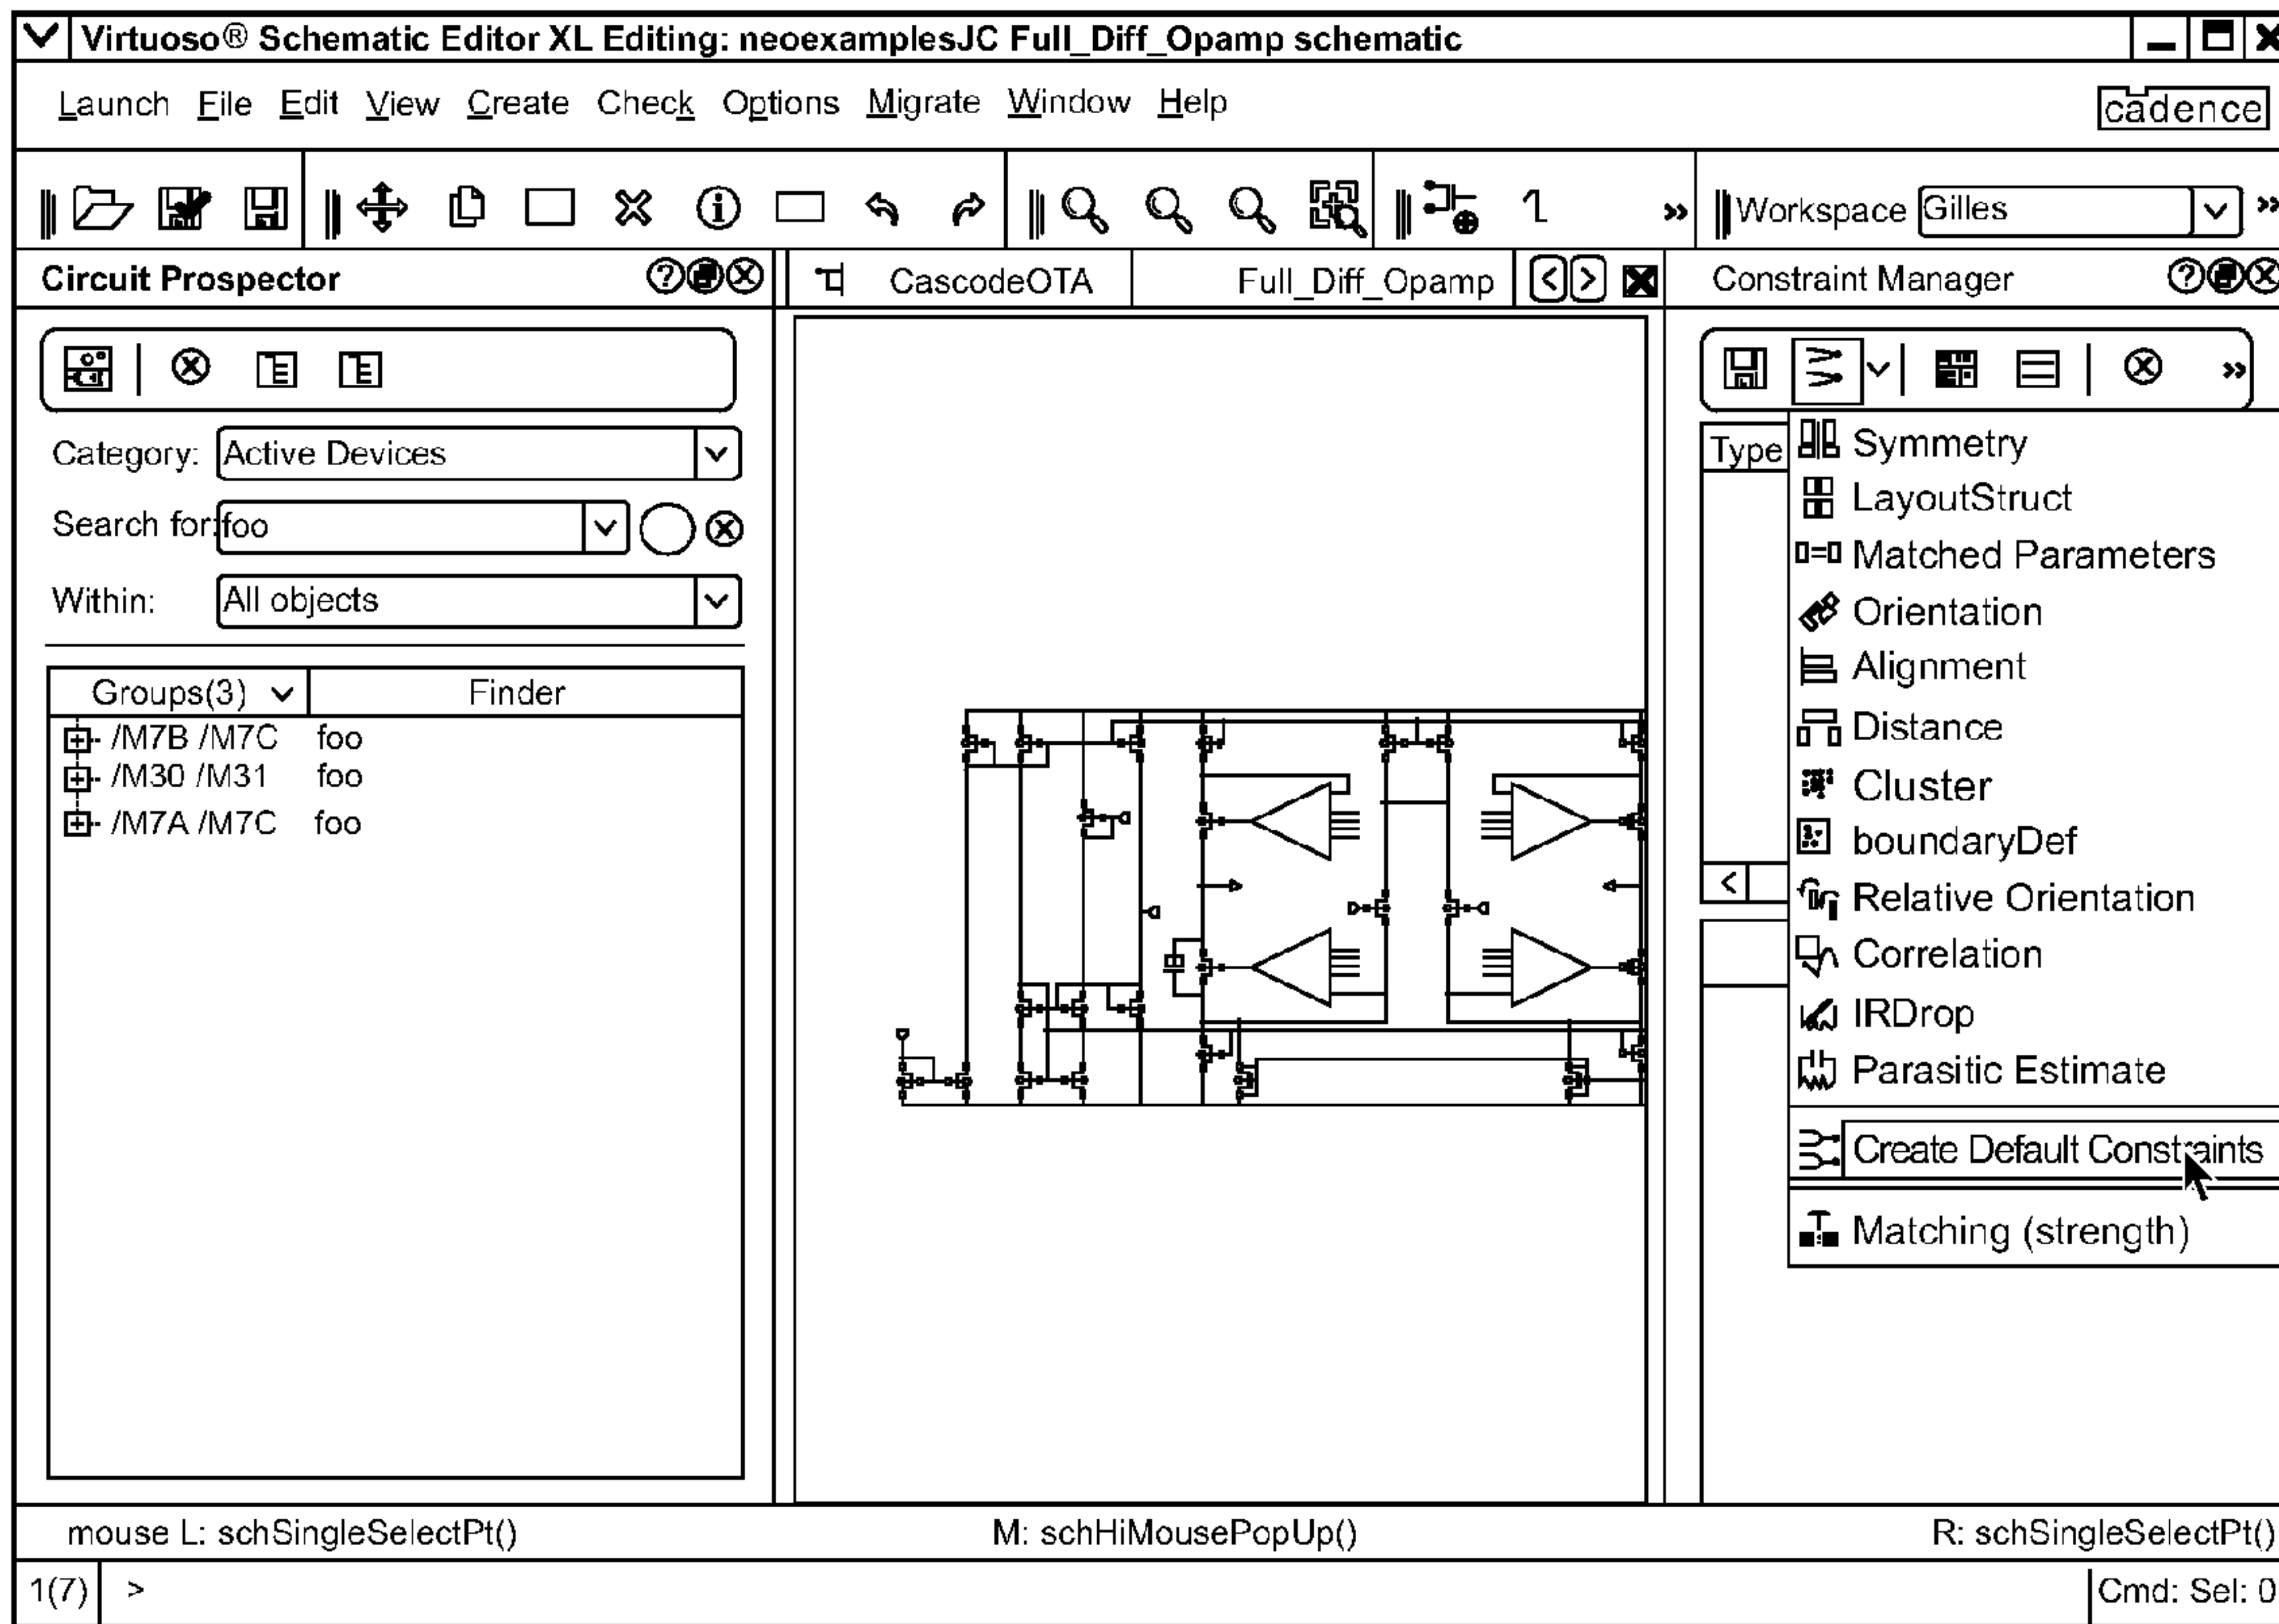 Virtuoso® Schematic Editor XL Editing: neoexamplesJC Full_Diff_Opamp schematic
Launch File Edit View Create Check Options Migrate Window Help
cadence
1
Workspace Gilles
Circuit Prospector
CascodeOTA
Full_Diff_Opamp
Constraint Manager
Category: Active Devices
Search for: foo
Within: All objects
Groups(3) Finder
/M7B /M7C foo
/M30 /M31 foo
/M7A /M7C foo
Type
Symmetry
LayoutStruct
Matched Parameters
Orientation
Alignment
Distance
Cluster
boundaryDef
Relative Orientation
Correlation
IRDrop
Parasitic Estimate
Create Default Constraints
Matching (strength)
mouse L: schSingleSelectPt() M: schHiMousePopUp() R: schSingleSelectPt()
1(7) > Cmd: Sel: 0